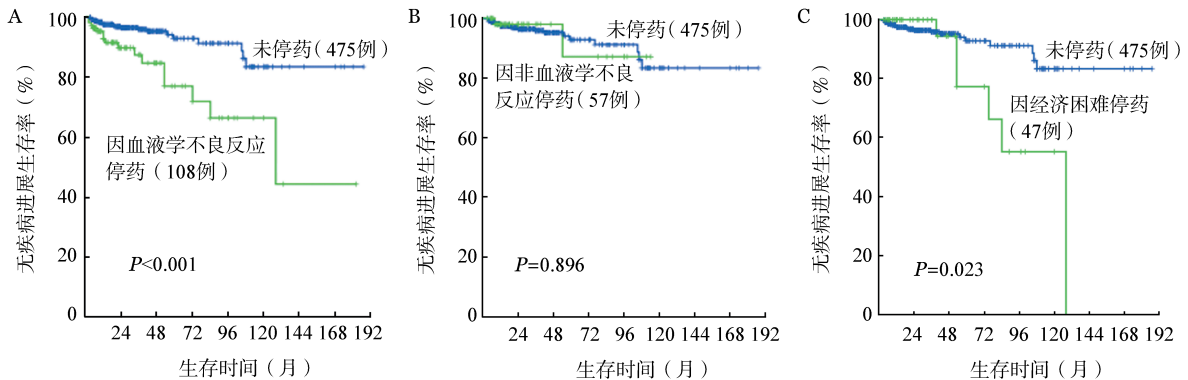 A
无疾病进展生存率（%）
100
80
60
40
20
0
未停药（475例）
因血液学不良反应
停药（108例）
P<0.001
24 48 72 96 120 144 168 192
生存时间（月）
B
无疾病进展生存率（%）
100
80
60
40
20
0
未停药（475例）
因非血液学不良
反应停药（57例）
P=0.896
24 48 72 96 120 144 168 192
生存时间（月）
C
无疾病进展生存率（%）
100
80
60
40
20
0
未停药（475例）
因经济困难停药
（47例）
P=0.023
24 48 72 96 120 144 168 192
生存时间（月）